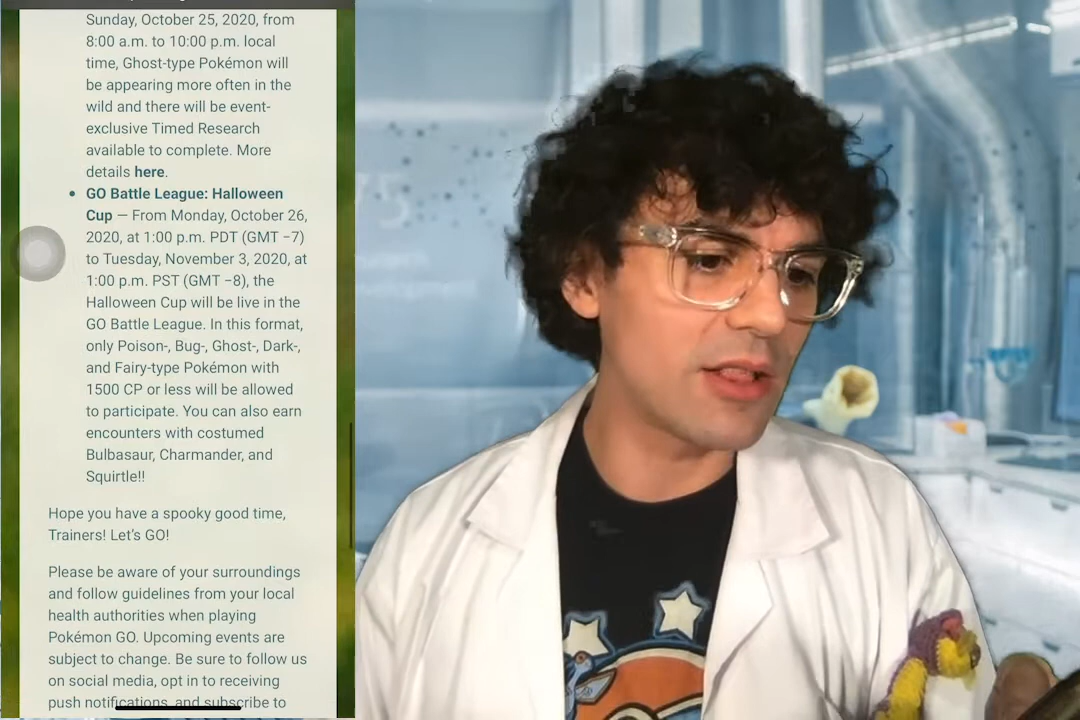 Sunday, October 25, 2020, from
8:00 a.m. to 10:00 p.m. local
time, Ghost-type Pokémon will
be appearing more often in the
wild and there will be event-
exclusive Timed Research
available to complete. More
details here.
• GO Battle League: Halloween
Cup — From Monday, October 26,
2020, at 1:00 p.m. PDT (GMT −7)
to Tuesday, November 3, 2020, at
1:00 p.m. PST (GMT −8), the
Halloween Cup will be live in the
GO Battle League. In this format,
only Poison-, Bug-, Ghost-, Dark-,
and Fairy-type Pokémon with
1500 CP or less will be allowed
to participate. You can also earn
encounters with costumed
Bulbasaur, Charmander, and
Squirtle!!
Hope you have a spooky good time,
Trainers! Let's GO!
Please be aware of your surroundings
and follow guidelines from your local
health authorities when playing
Pokémon GO. Upcoming events are
subject to change. Be sure to follow us
on social media, opt in to receiving
push notifications, and subscribe to